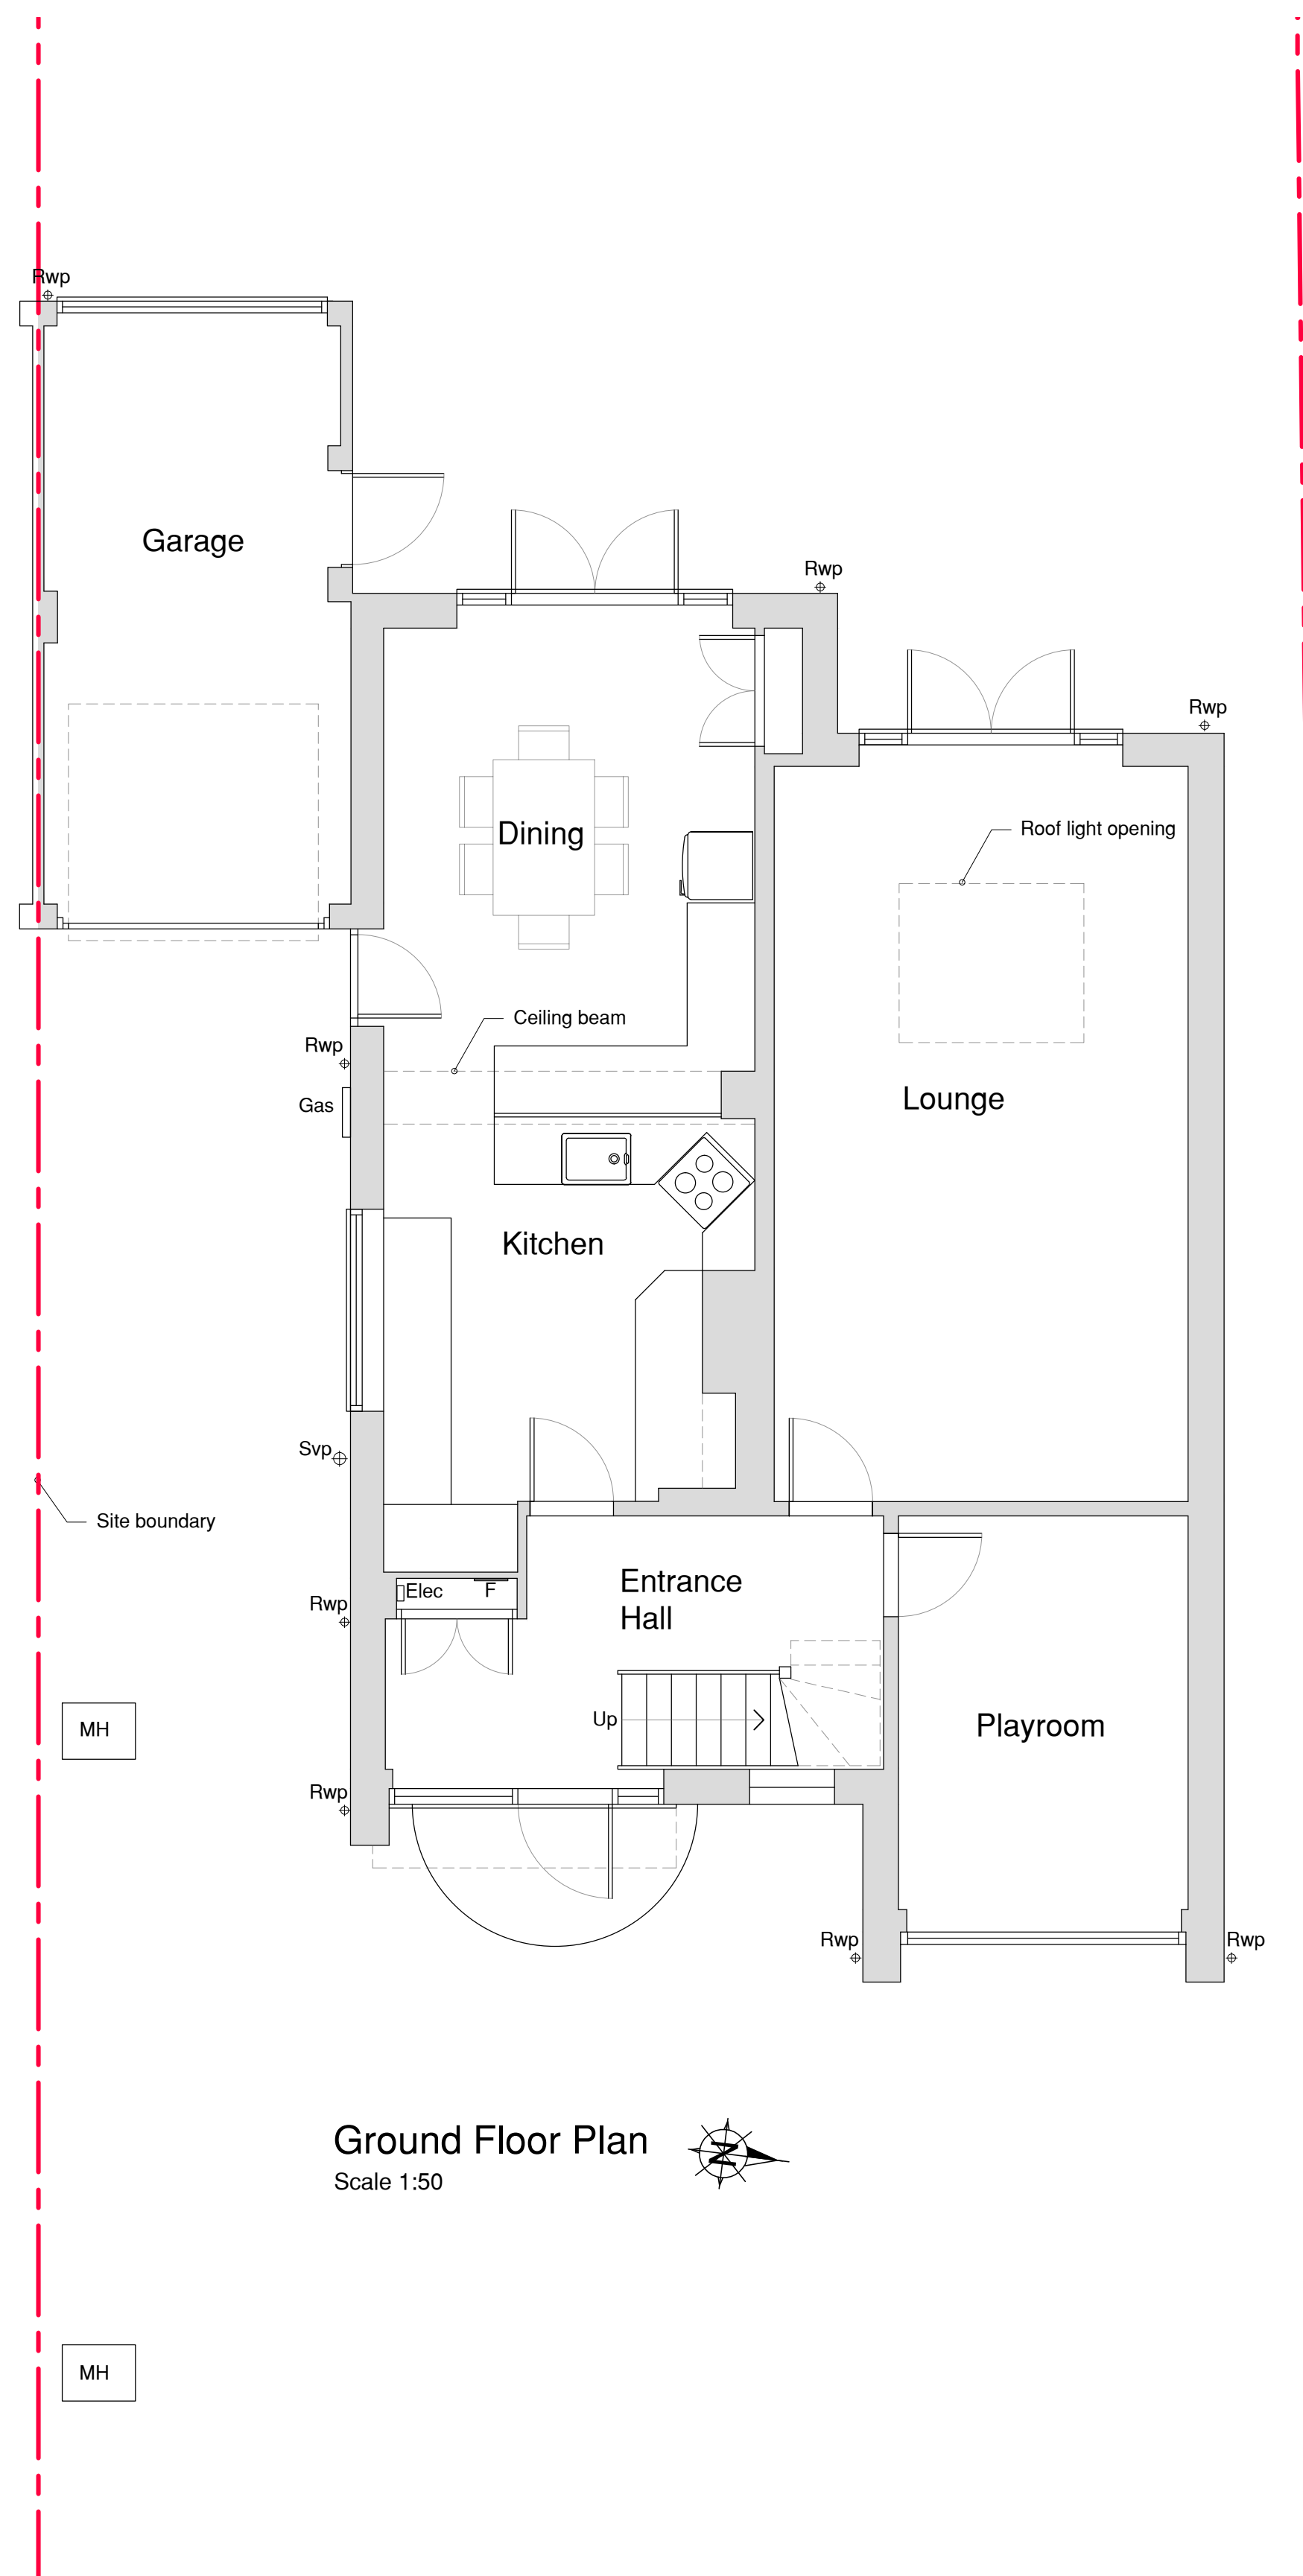 Rwp
Garage
Rwp
Rwp
Dining
Roof light opening
Ceiling beam
Rwp
Gas
Lounge
Kitchen
Svp
Site boundary
Entrance
Hall
Elec
F
Rwp
Up
Playroom
MH
Rwp
Rwp
Rwp
Ground Floor Plan
N
Scale 1:50
MH